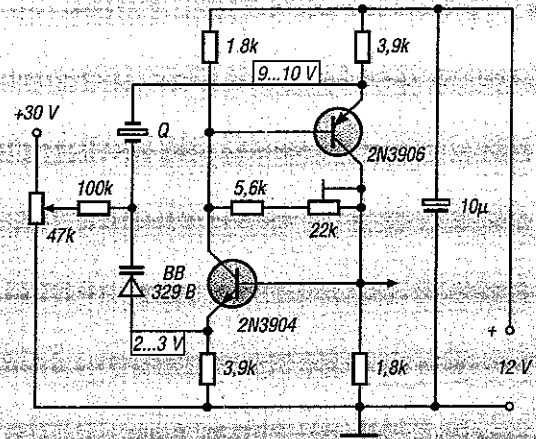 1.8k
3,9k
9...10 V
+30 V
Q
2N3906
100k
5,6k
10µ
47k
22k
BB
329 B
2N3904
+
2...3 V
3,9k
1,8k
12 V